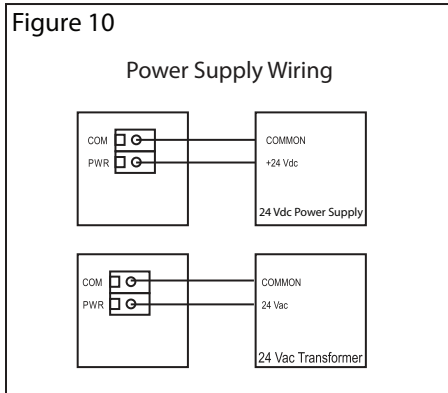 Figure 10
Power Supply Wiring
COM
COMMON
PWR
+24 Vdc
24 Vdc Power Supply
COM
COMMON
PWR
24 Vac
24 Vac Transformer